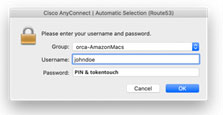 Cisco AnyConnect | Automatic Selection (Route53)
Please enter your username and password.
Group: orca-AmazonMacs
Username: johndoe
Password: PIN & tokentouch
Cancel OK